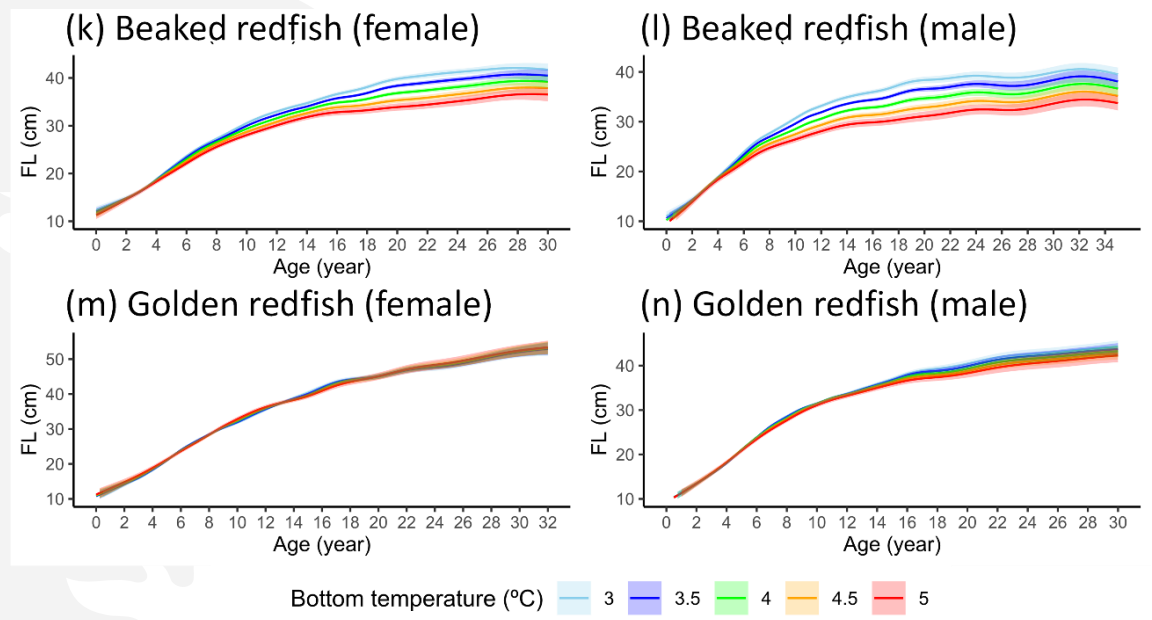 (k) Beaked redfish (female)
FL (cm)
40
30
20
10
0 2 4 6 8 10 12 14 16 18 20 22 24 26 28 30
Age (year)
(l) Beaked redfish (male)
FL (cm)
40
30
20
10
0 2 4 6 8 10 12 14 16 18 20 22 24 26 28 30 32 34
Age (year)
(m) Golden redfish (female)
FL (cm)
50
40
30
20
10
0 2 4 6 8 10 12 14 16 18 20 22 24 26 28 30 32
Age (year)
(n) Golden redfish (male)
FL (cm)
40
30
20
10
0 2 4 6 8 10 12 14 16 18 20 22 24 26 28 30
Age (year)
Bottom temperature (ºC) 3 3.5 4 4.5 5